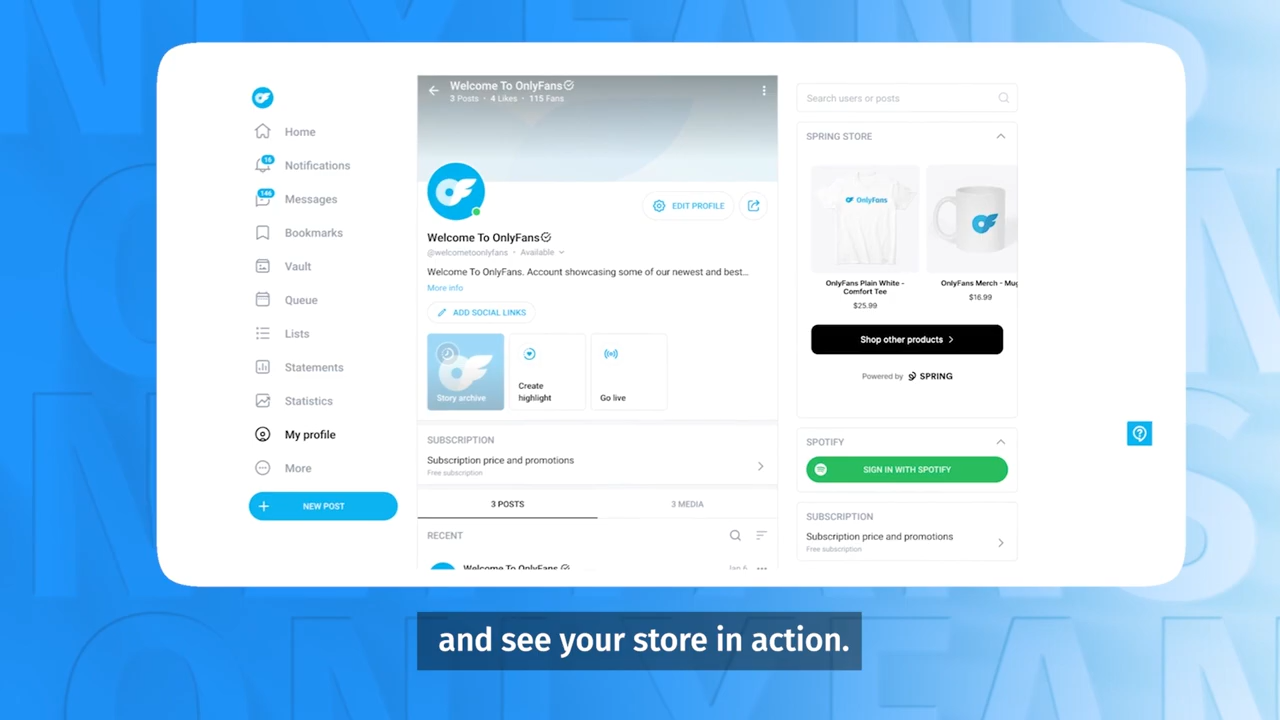 Home
16
Notifications
146
Messages
Bookmarks
Vault
Queue
Lists
Statements
Statistics
My profile
More
NEW POST
Welcome To OnlyFans
3 Posts · 4 Likes · 115 Fans
EDIT PROFILE
Welcome To OnlyFans
@welcometoonlyfans · Available
Welcome To OnlyFans. Account showcasing some of our newest and best...
More info
ADD SOCIAL LINKS
Story archive
Create
highlight
Go live
SUBSCRIPTION
Subscription price and promotions
Free subscription
3 POSTS
3 MEDIA
RECENT
Welcome To OnlyFans
Jan 6
Search users or posts
SPRING STORE
OnlyFans
OnlyFans Plain White -
Comfort Tee
$25.99
OnlyFans Merch - Mug
$16.99
Shop other products
Powered by SPRING
SPOTIFY
SIGN IN WITH SPOTIFY
SUBSCRIPTION
Subscription price and promotions
Free subscription
and see your store in action.